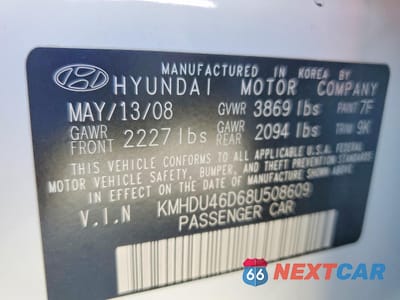 MANUFACTURED IN KOREA BY
HYUNDAI MOTOR COMPANY
MAY/13/08 GVWR 3869 lbs PAINT 7F
GAWR FRONT 2227 lbs GAWR REAR 2094 lbs TRIM 9K
THIS VEHICLE CONFORMS TO ALL APPLICABLE U.S.A. FEDERAL
MOTOR VEHICLE SAFETY, BUMPER, & THEFT PREVENTION STANDARDS
IN EFFECT ON THE DATE OF MANUFACTURE SHOWN ABOVE.
V.I.N KMHDU46D68U508609
PASSENGER CAR
66 NEXTCAR